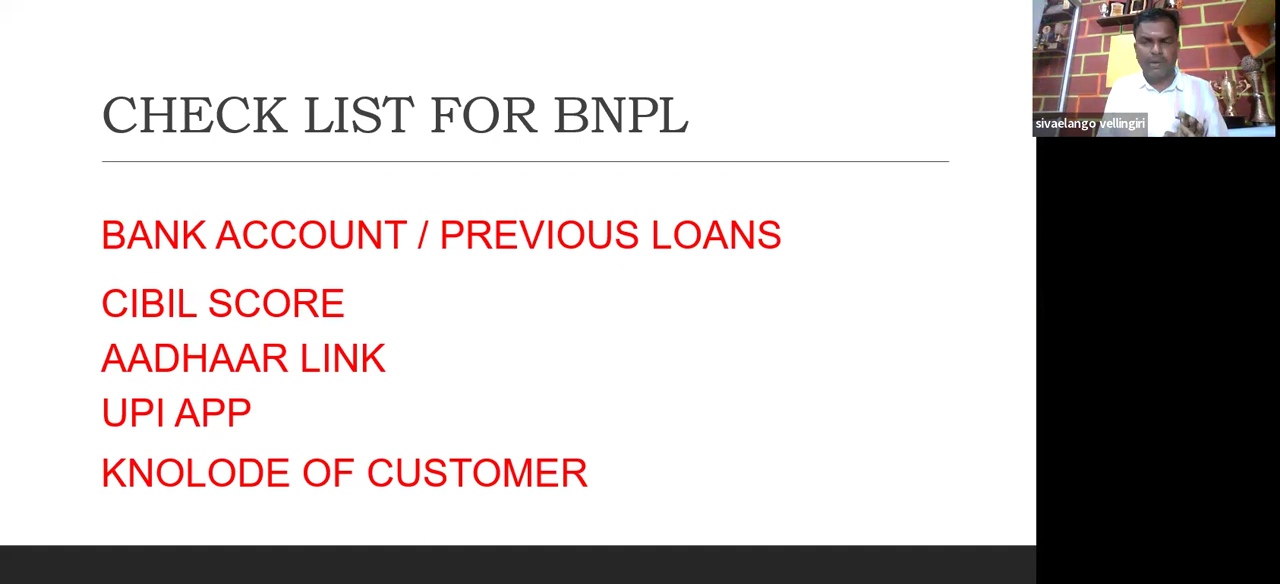 CHECK LIST FOR BNPL
BANK ACCOUNT / PREVIOUS LOANS
CIBIL SCORE
AADHAAR LINK
UPI APP
KNOLODE OF CUSTOMER
sivaelango vellingiri